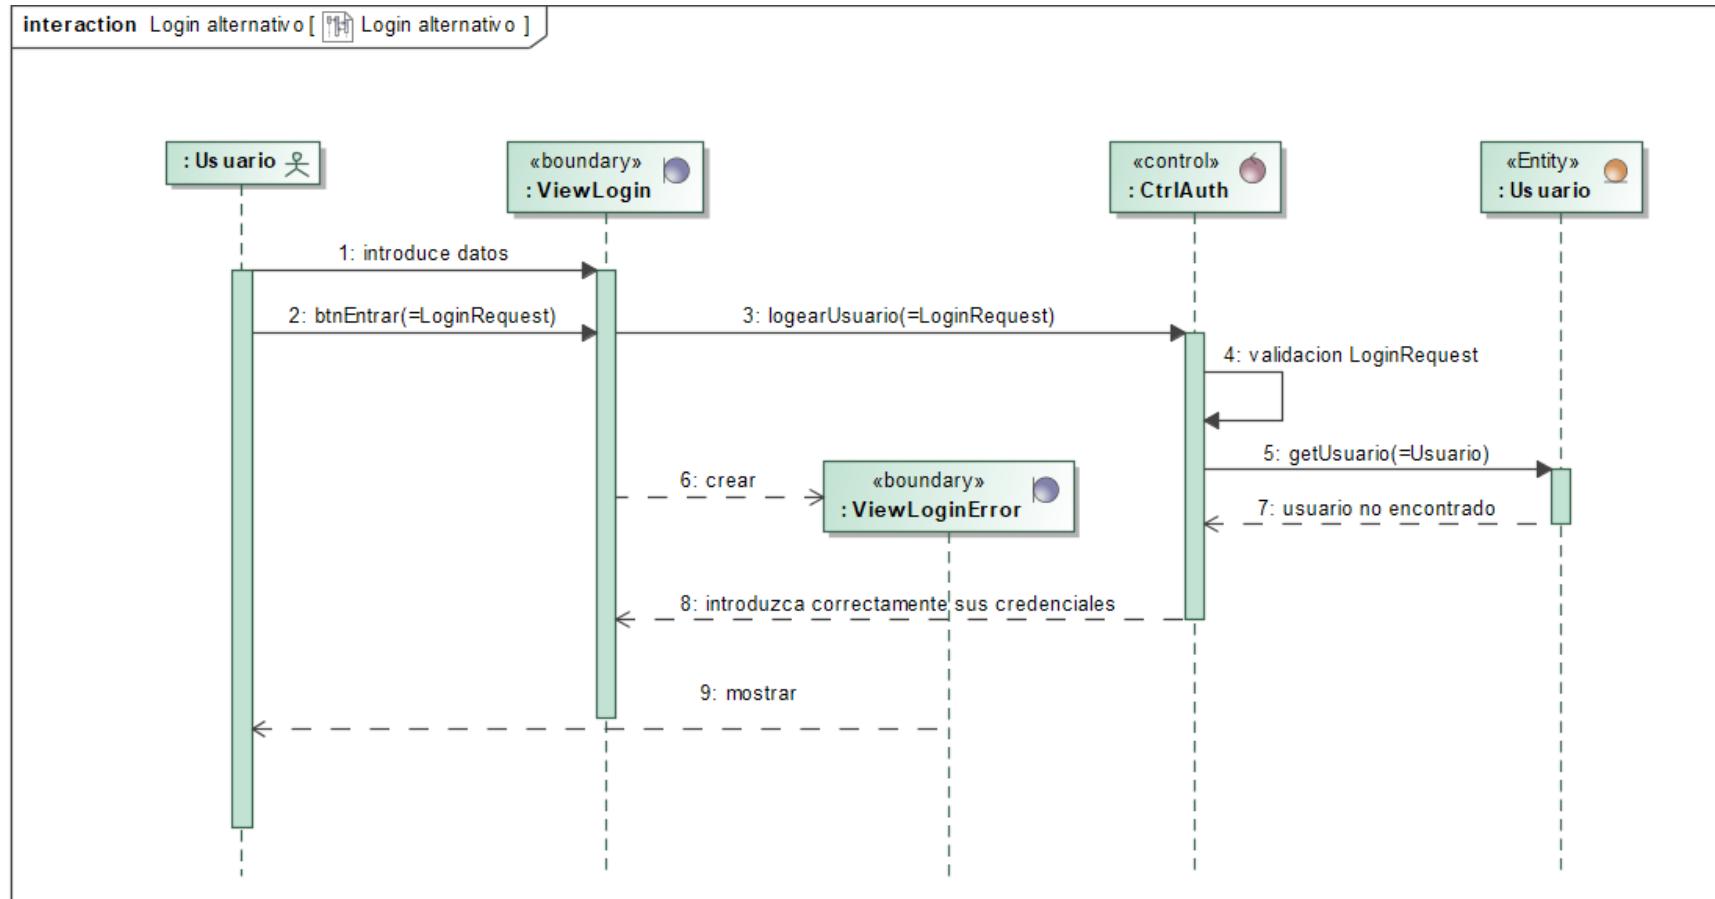 interaction Login alternativo [ Login alternativo ]
: Usuario
«boundary»
: ViewLogin
«control»
: CtrlAuth
«Entity»
: Usuario
1: introduce datos
2: btnEntrar(=LoginRequest)
3: logearUsuario(=LoginRequest)
4: validacion LoginRequest
5: getUsuario(=Usuario)
6: crear
«boundary»
: ViewLoginError
7: usuario no encontrado
8: introduzca correctamente sus credenciales
9: mostrar